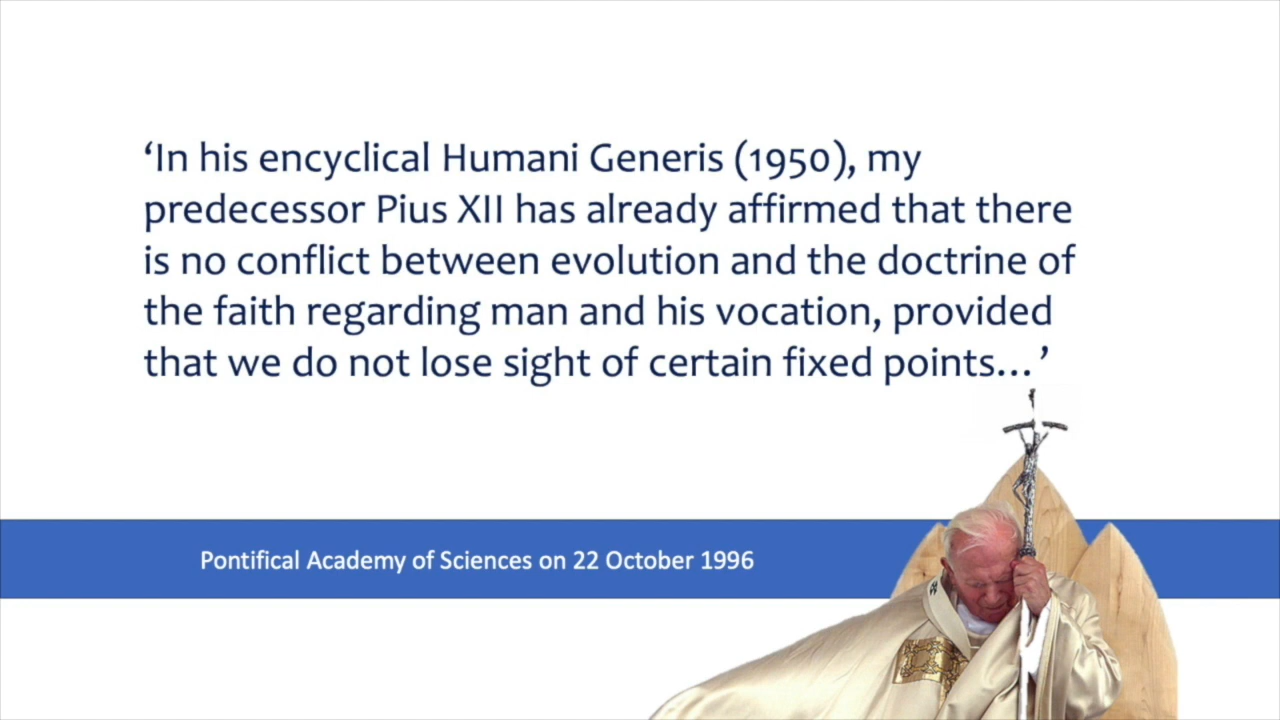 ‘In his encyclical Humani Generis (1950), my
predecessor Pius XII has already affirmed that there
is no conflict between evolution and the doctrine of
the faith regarding man and his vocation, provided
that we do not lose sight of certain fixed points…’
Pontifical Academy of Sciences on 22 October 1996